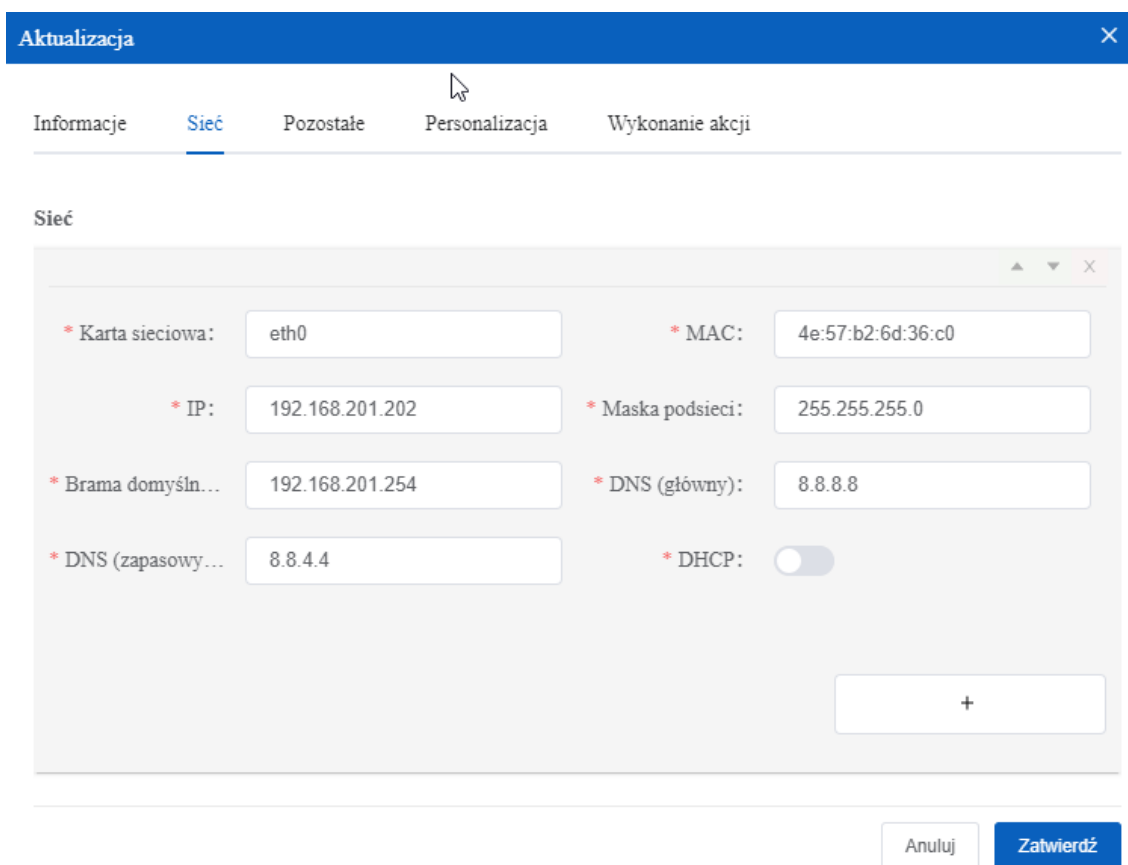 Aktualizacja
Informacje Sieć Pozostałe Personalizacja Wykonanie akcji
Sieć
X
* Karta sieciowa: eth0 * MAC: 4e:57:b2:6d:36:c0
* IP: 192.168.201.202 * Maska podsieci: 255.255.255.0
* Brama domyśln... 192.168.201.254 * DNS (główny): 8.8.8.8
* DNS (zapasowy... 8.8.4.4 * DHCP:
+
Anuluj Zatwierdź